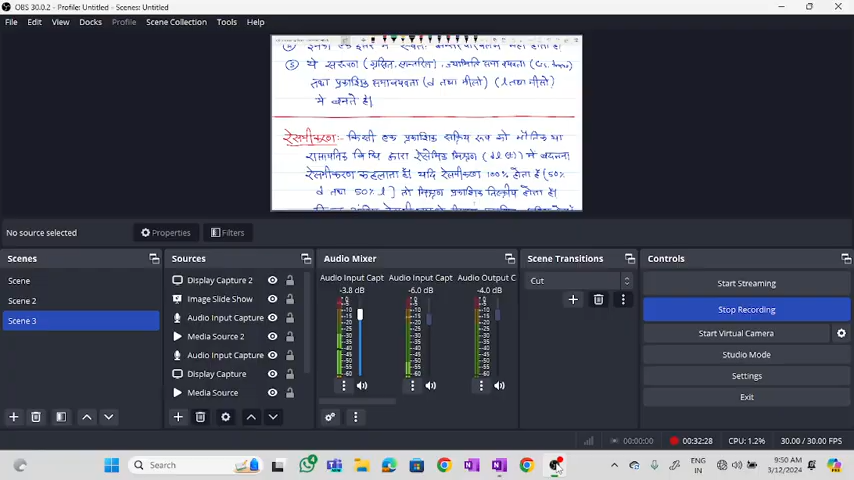 OBS 30.0.2 - Profile: Untitled - Scenes: Untitled
File Edit View Docks Profile Scene Collection Tools Help
③ ये सरूपता
तथा प्रकाशिक समावयवता (d तथा
मे बनते है।
रेसमीकरण:- किसी एक प्रकाशिक सक्रिय रूप को भौतिक या
रासायनिक विधि द्वारा रेसेमिक मिश्रण में बदलना
रेसमीकरण कहलाता है। यदि रेसमीकरण 100% होता है (50%
d तथा 50% l) तो मिश्रण प्रकाशिक निष्क्रिय होता है।
No source selected
Properties
Filters
Scenes
Scene
Scene 2
Scene 3
Sources
Display Capture 2
Image Slide Show
Audio Input Capture
Media Source 2
Audio Input Capture
Display Capture
Media Source
Audio Mixer
Audio Input Capt Audio Input Capt Audio Output C
-3.8 dB -6.0 dB -4.0 dB
Scene Transitions
Cut
Controls
Start Streaming
Stop Recording
Start Virtual Camera
Studio Mode
Settings
Exit
00:00:00 00:32:28 CPU: 1.2% 30.00 / 30.00 FPS
Search
ENG
IN
9:50 AM
3/12/2024